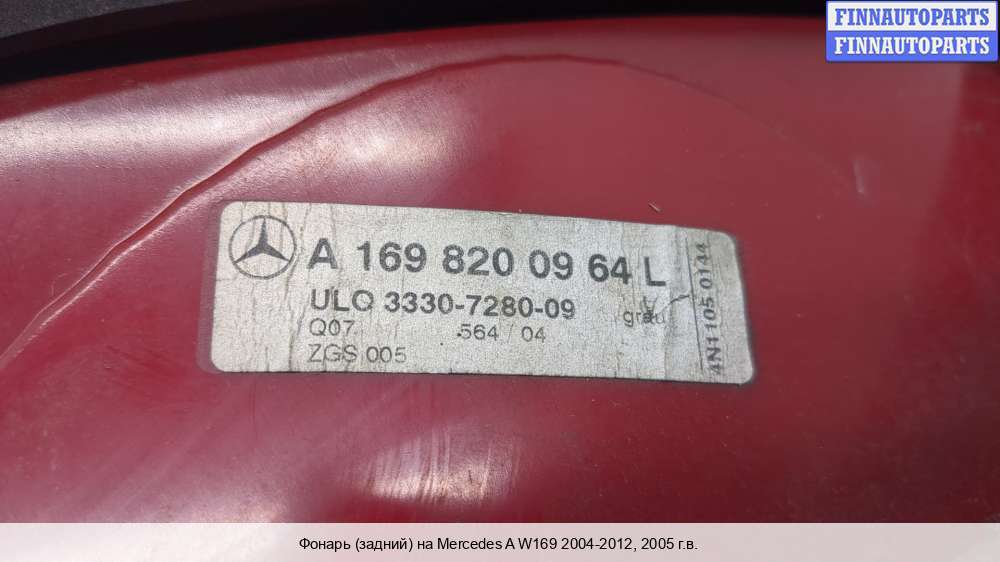 FINNAUTOPARTS
FINNAUTOPARTS
A 169 820 09 64 L
ULO 3330-7280-09 grau
Q07 564 / 04
ZGS 005
4N1105 0144
Фонарь (задний) на Mercedes A W169 2004-2012, 2005 г.в.